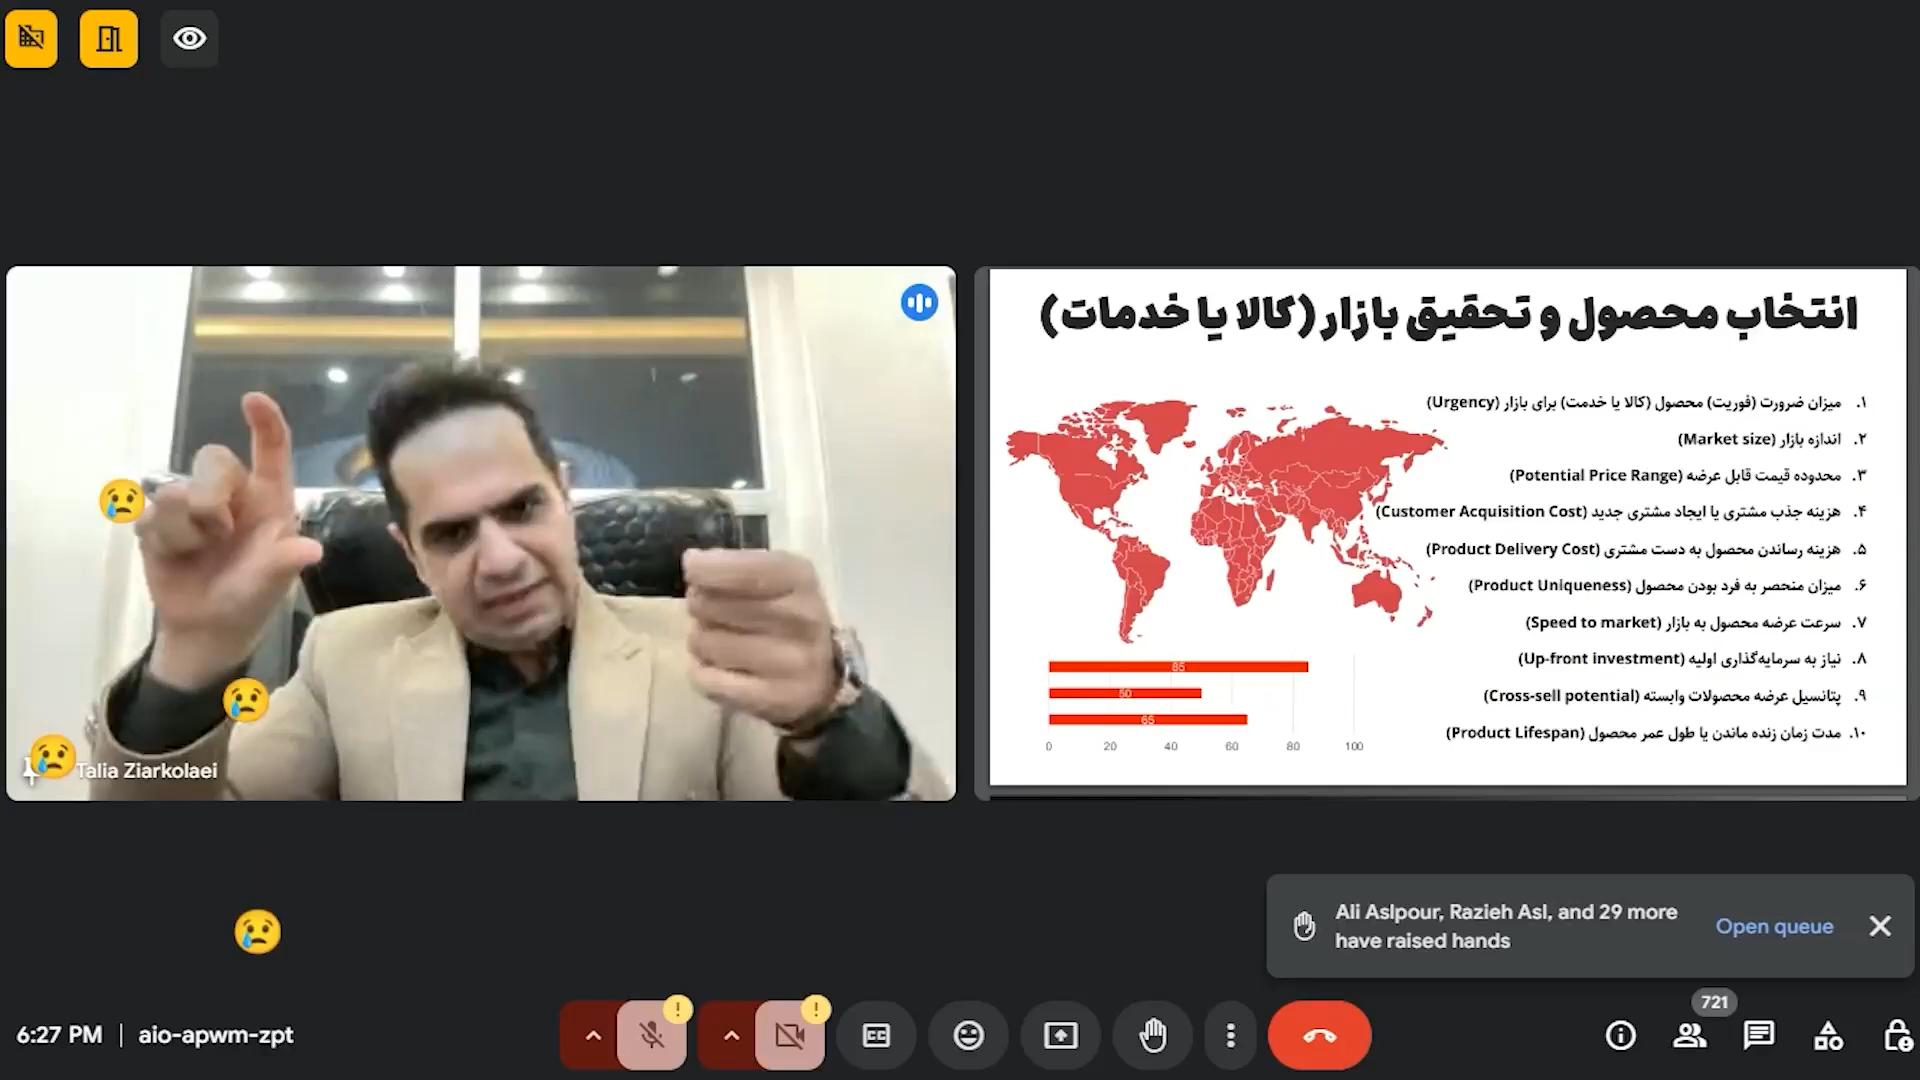 انتخاب محصول و تحقیق بازار (کالا یا خدمات)
۱. میزان ضرورت (فوریت) محصول (کالا یا خدمت) برای بازار (Urgency)
۲. اندازه بازار (Market size)
۳. محدوده قیمت قابل عرضه (Potential Price Range)
۴. هزینه جذب مشتری یا ایجاد مشتری جدید (Customer Acquisition Cost)
۵. هزینه رساندن محصول به دست مشتری (Product Delivery Cost)
۶. میزان منحصر به فرد بودن محصول (Product Uniqueness)
۷. سرعت عرضه محصول به بازار (Speed to market)
۸. نیاز به سرمایه‌گذاری اولیه (Up-front investment)
۹. پتانسیل عرضه محصولات وابسته (Cross-sell potential)
۱۰. مدت زمان زنده ماندن یا طول عمر محصول (Product Lifespan)
85
50
65
0 20 40 60 80 100
Talia Ziarkolaei
Ali Aslpour, Razieh Asl, and 29 more
have raised hands
Open queue
6:27 PM | aio-apwm-zpt
!
!
CC
721